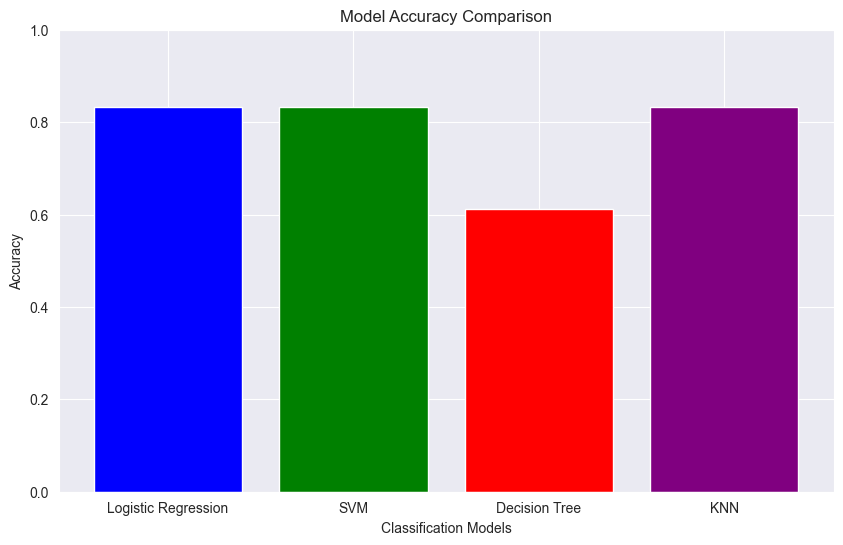 Model Accuracy Comparison
1.0
0.8
0.6
0.4
0.2
0.0
Accuracy
Logistic Regression SVM Decision Tree KNN
Classification Models